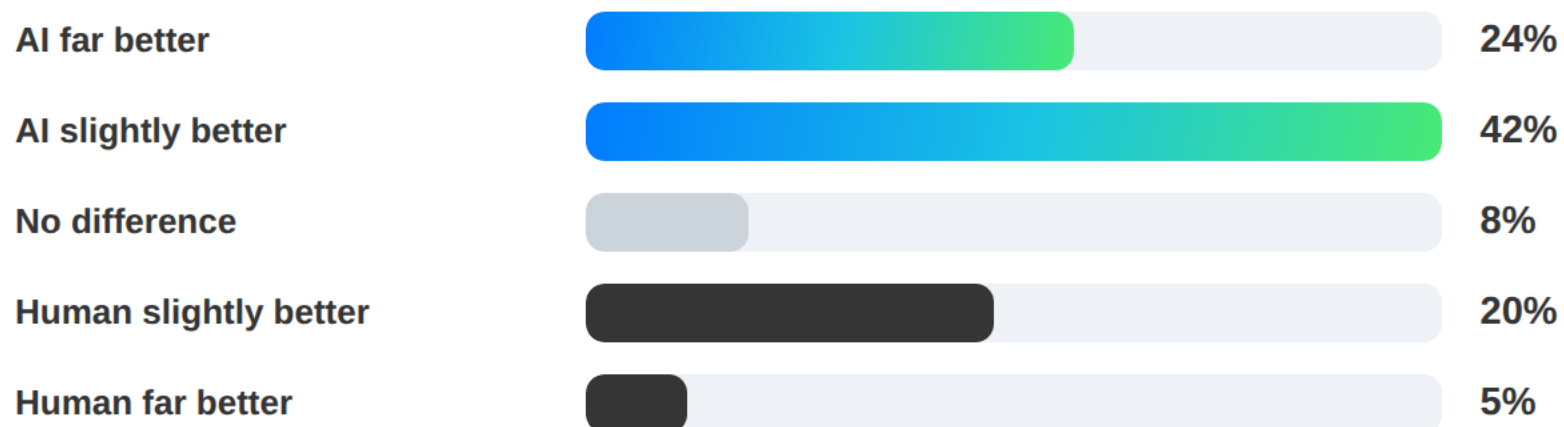 AI far better 24%
AI slightly better 42%
No difference 8%
Human slightly better 20%
Human far better 5%